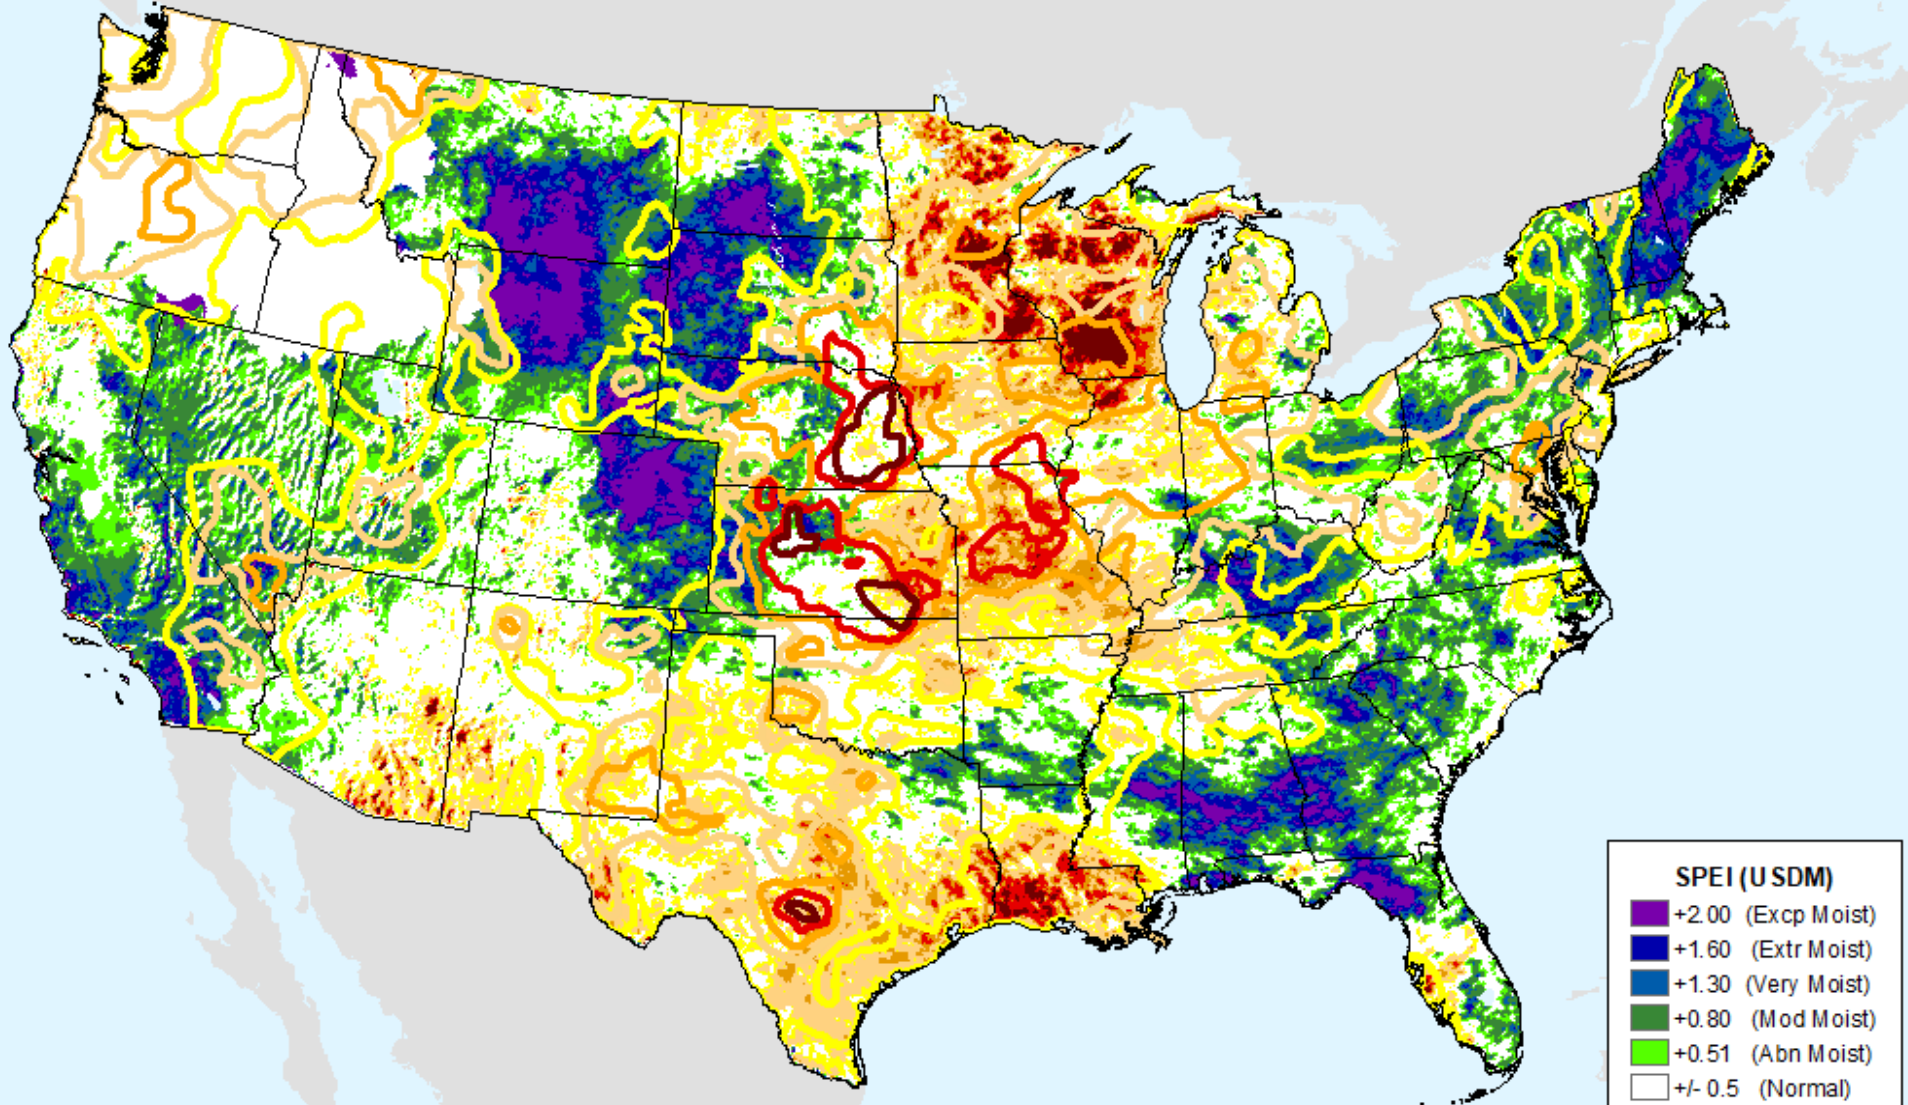 SPEI (USDM)
+2.00 (Excp Moist)
+1.60 (Extr Moist)
+1.30 (Very Moist)
+0.80 (Mod Moist)
+0.51 (Abn Moist)
+/- 0.5 (Normal)